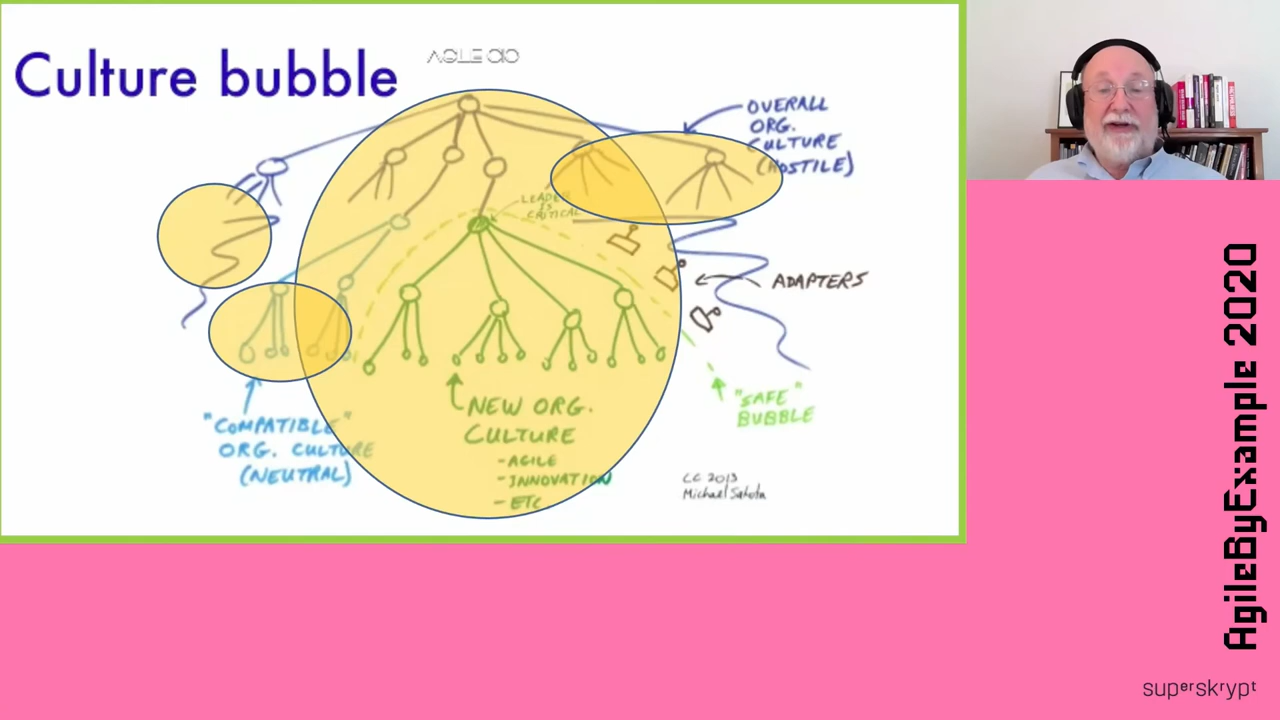 Culture bubble
AGILE
OVERALL
ORG.
CULTURE
(HOSTILE)
LEADER
IS
CRITICAL
ADAPTERS
"SAFE"
BUBBLE
NEW ORG.
CULTURE
- AGILE
- INNOVATION
- ETC
"COMPATIBLE"
ORG. CULTURE
(NEUTRAL)
CC 2013
Michael Sahota
AgileByExample 2020
superskrypt